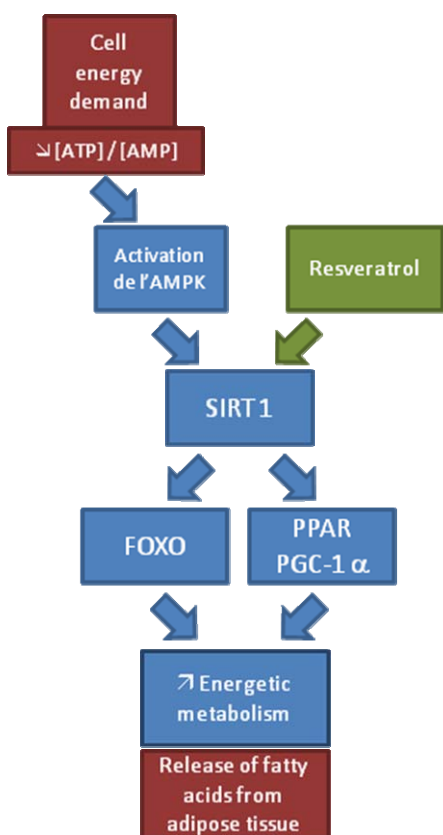 Cell
energy
demand
↘ [ATP] / [AMP]
Activation
de l'AMPK
Resveratrol
SIRT1
FOXO
PPAR
PGC-1 α
↗ Energetic
metabolism
Release of fatty
acids from
adipose tissue